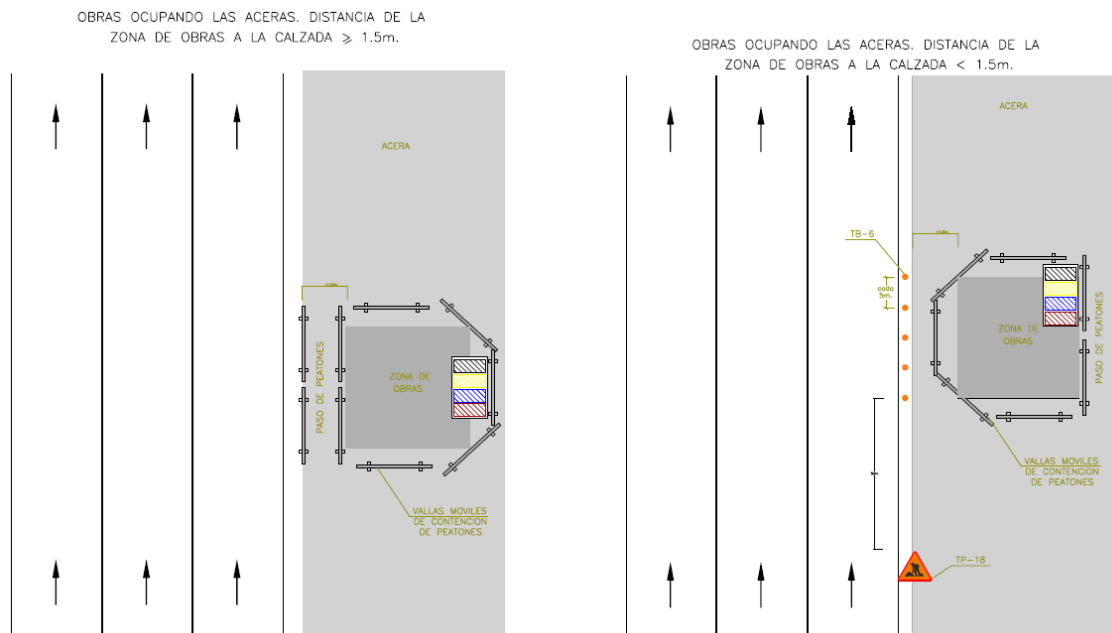 OBRAS OCUPANDO LAS ACERAS. DISTANCIA DE LA
ZONA DE OBRAS A LA CALZADA ⩾ 1.5m.
ACERA
PASO DE PEATONES
ZONA DE
OBRAS
VALLAS MOVILES
DE CONTENCION
DE PEATONES
OBRAS OCUPANDO LAS ACERAS. DISTANCIA DE LA
ZONA DE OBRAS A LA CALZADA < 1.5m.
ACERA
TB-6
cada
5m.
ZONA DE
OBRAS
PASO DE PEATONES
VALLAS MOVILES
DE CONTENCION
DE PEATONES
TP-18